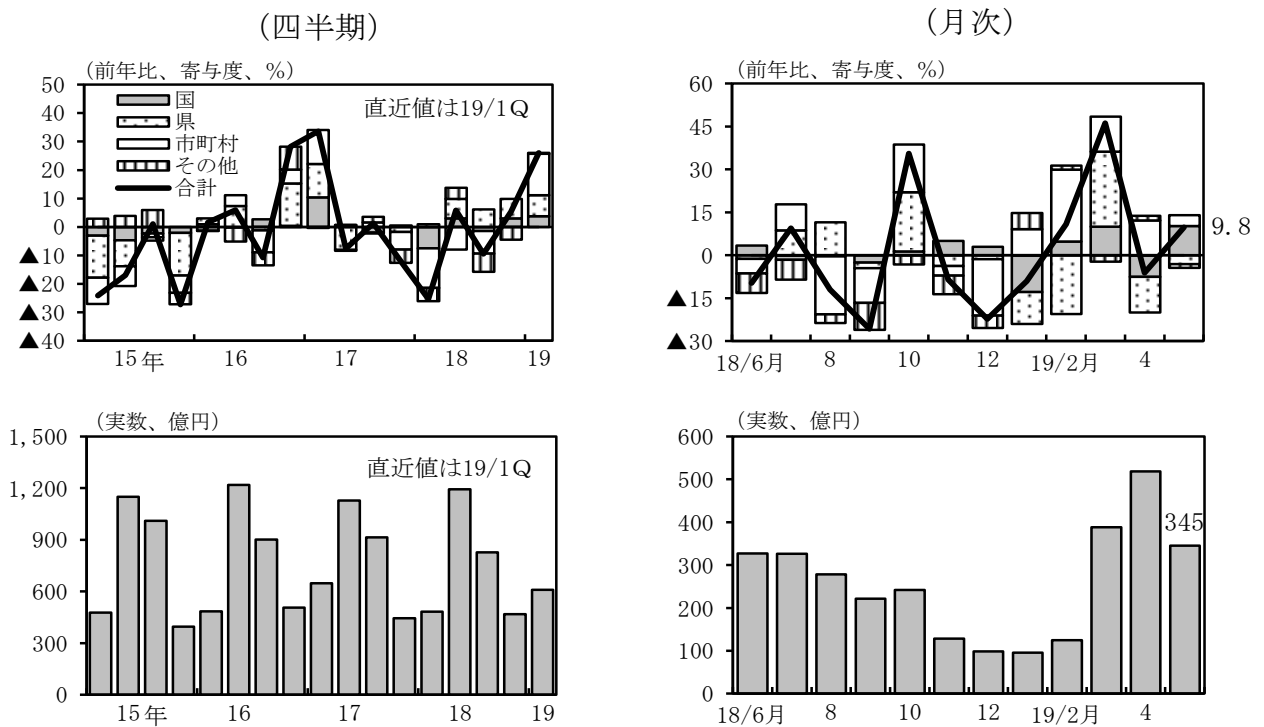 (四半期)
(前年比、寄与度、%)
50
40
30
20
10
0
▲10
▲20
▲30
▲40
国
県
市町村
その他
合計
直近値は19/1Q
15年 16 17 18 19
(月次)
(前年比、寄与度、%)
60
45
30
15
0
▲15
▲30
9.8
18/6月 8 10 12 19/2月 4
(実数、億円)
1,500
1,200
900
600
300
0
直近値は19/1Q
15年 16 17 18 19
(実数、億円)
600
500
400
300
200
100
0
345
18/6月 8 10 12 19/2月 4